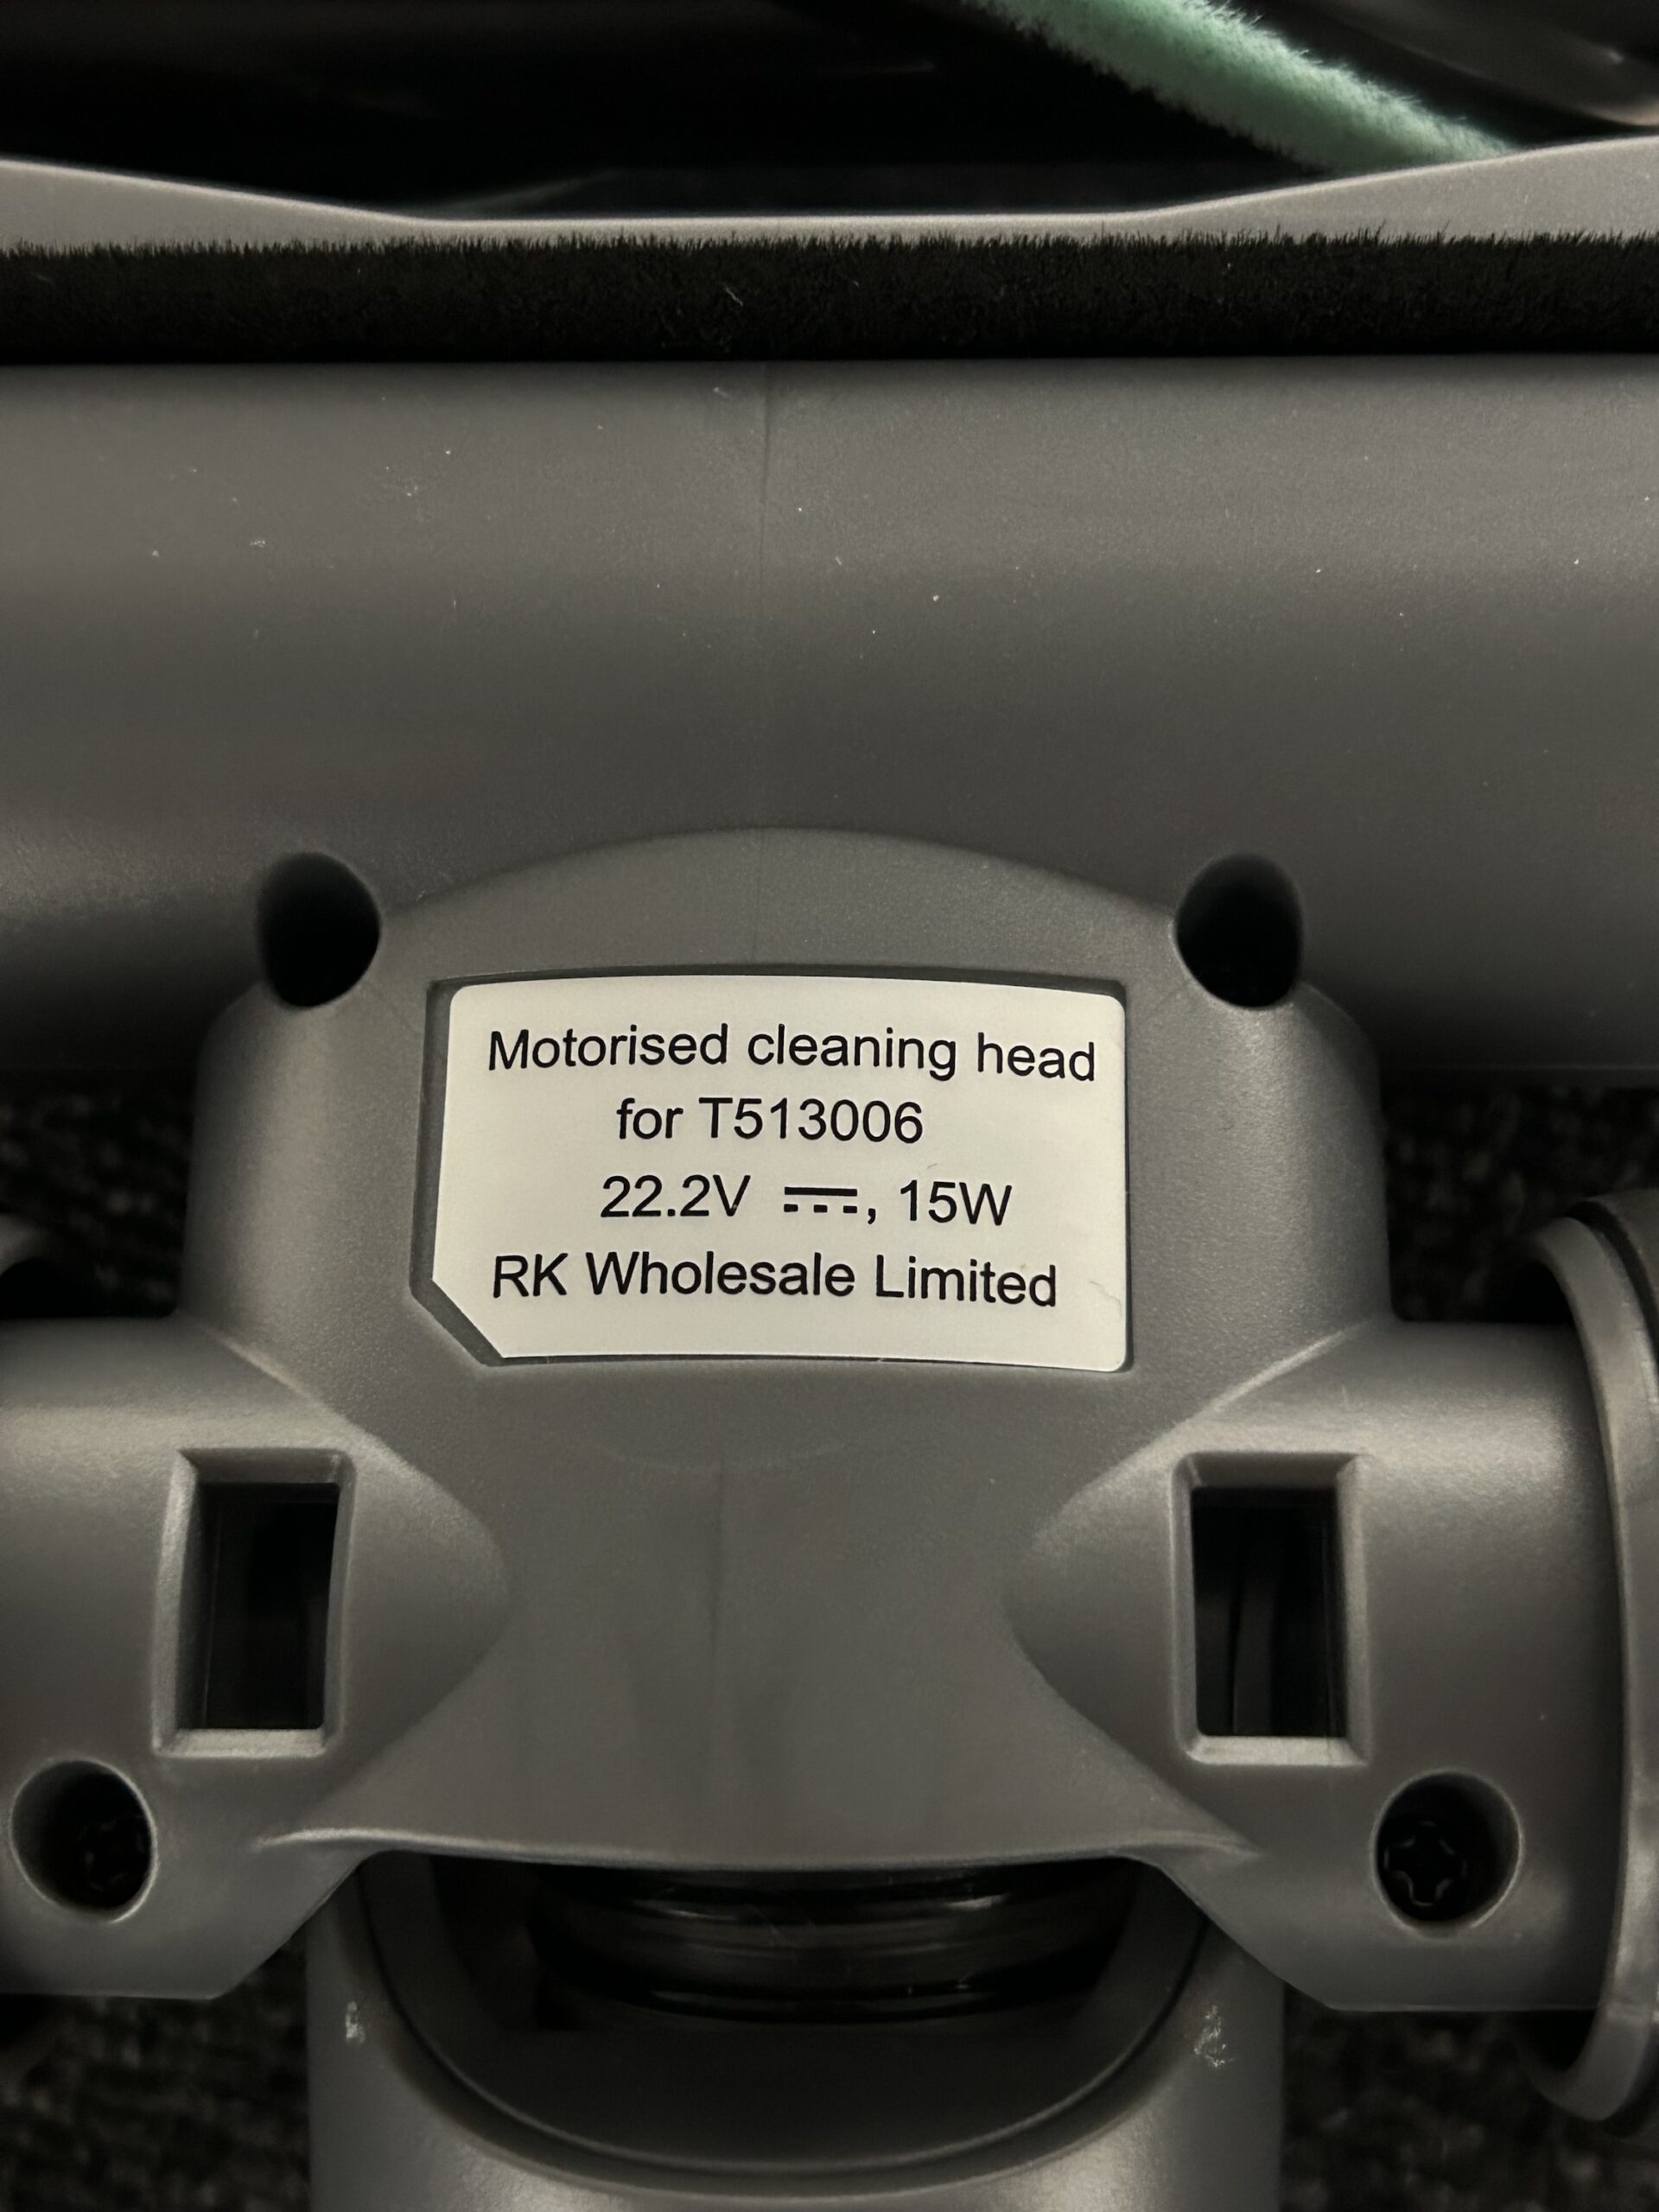 Motorised cleaning head
for T513006
22.2V ⎓, 15W
RK Wholesale Limited